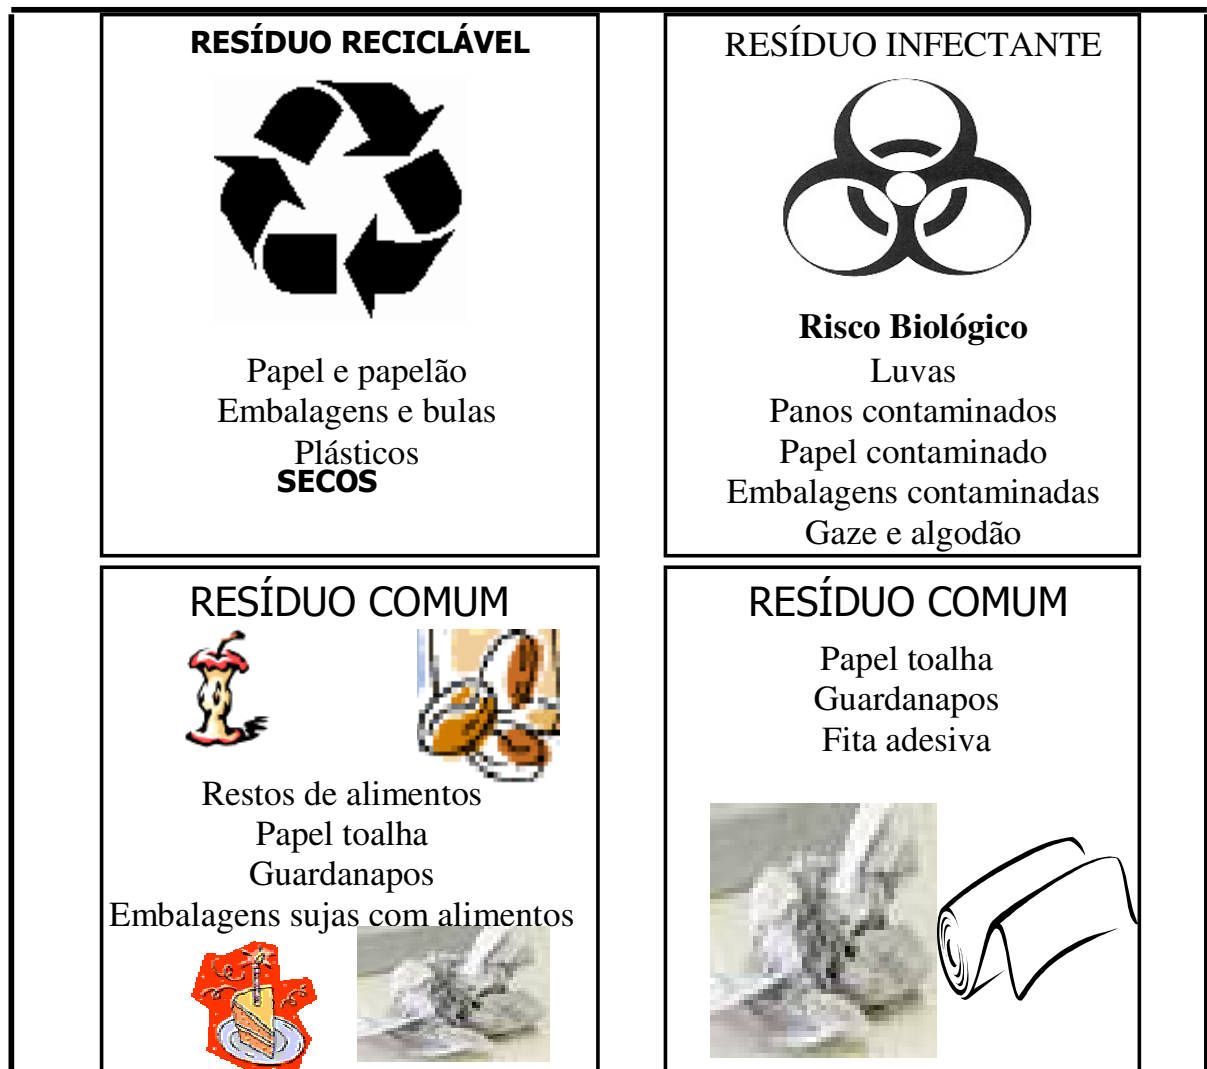 RESÍDUO RECICLÁVEL
Papel e papelão
Embalagens e bulas
Plásticos
SECOS
RESÍDUO INFECTANTE
Risco Biológico
Luvas
Panos contaminados
Papel contaminado
Embalagens contaminadas
Gaze e algodão
RESÍDUO COMUM
Restos de alimentos
Papel toalha
Guardanapos
Embalagens sujas com alimentos
RESÍDUO COMUM
Papel toalha
Guardanapos
Fita adesiva